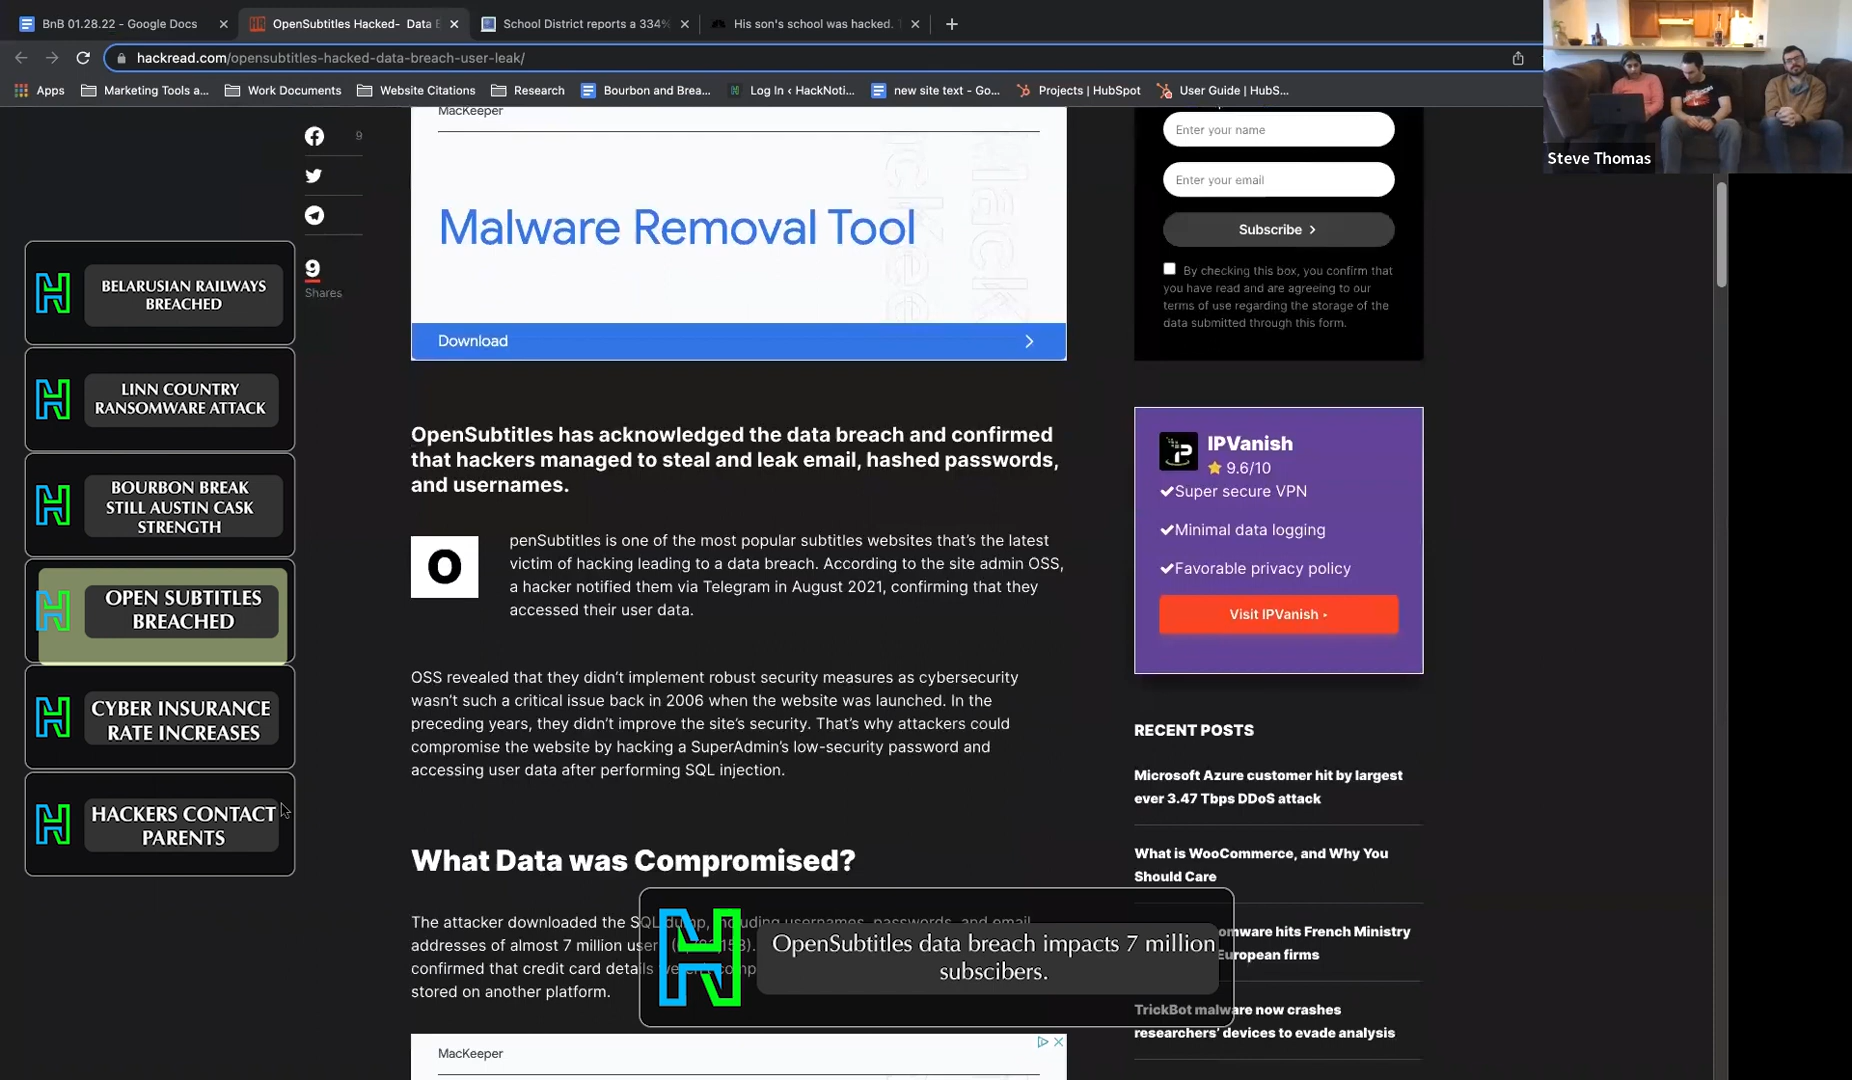 BnB 01.28.22 - Google Docs
OpenSubtitles Hacked- Data
School District reports a 334%
His son's school was hacked.
hackread.com/opensubtitles-hacked-data-breach-user-leak/
Apps
Marketing Tools a...
Work Documents
Website Citations
Research
Bourbon and Brea...
Log In ‹ HackNoti...
new site text - Go...
Projects | HubSpot
User Guide | HubS...
Steve Thomas
9
9
Shares
BELARUSIAN RAILWAYS
BREACHED
LINN COUNTRY
RANSOMWARE ATTACK
BOURBON BREAK
STILL AUSTIN CASK
STRENGTH
OPEN SUBTITLES
BREACHED
CYBER INSURANCE
RATE INCREASES
HACKERS CONTACT
PARENTS
MacKeeper
Malware Removal Tool
Download
OpenSubtitles has acknowledged the data breach and confirmed
that hackers managed to steal and leak email, hashed passwords,
and usernames.
O
penSubtitles is one of the most popular subtitles websites that's the latest
victim of hacking leading to a data breach. According to the site admin OSS,
a hacker notified them via Telegram in August 2021, confirming that they
accessed their user data.
OSS revealed that they didn't implement robust security measures as cybersecurity
wasn't such a critical issue back in 2006 when the website was launched. In the
preceding years, they didn't improve the site's security. That's why attackers could
compromise the website by hacking a SuperAdmin's low-security password and
accessing user data after performing SQL injection.
What Data was Compromised?
The attacker downloaded the SQL dump, including usernames, passwords, and email
addresses of almost 7 million
confirmed that credit card details
stored on another platform.
OpenSubtitles data breach impacts 7 million
subscibers.
MacKeeper
Enter your name
Enter your email
Subscribe
By checking this box, you confirm that
you have read and are agreeing to our
terms of use regarding the storage of the
data submitted through this form.
IPVanish
9.6/10
Super secure VPN
Minimal data logging
Favorable privacy policy
Visit IPVanish
RECENT POSTS
Microsoft Azure customer hit by largest
ever 3.47 Tbps DDoS attack
What is WooCommerce, and Why You
Should Care
hits French Ministry
firms
TrickBot malware now crashes
researchers' devices to evade analysis